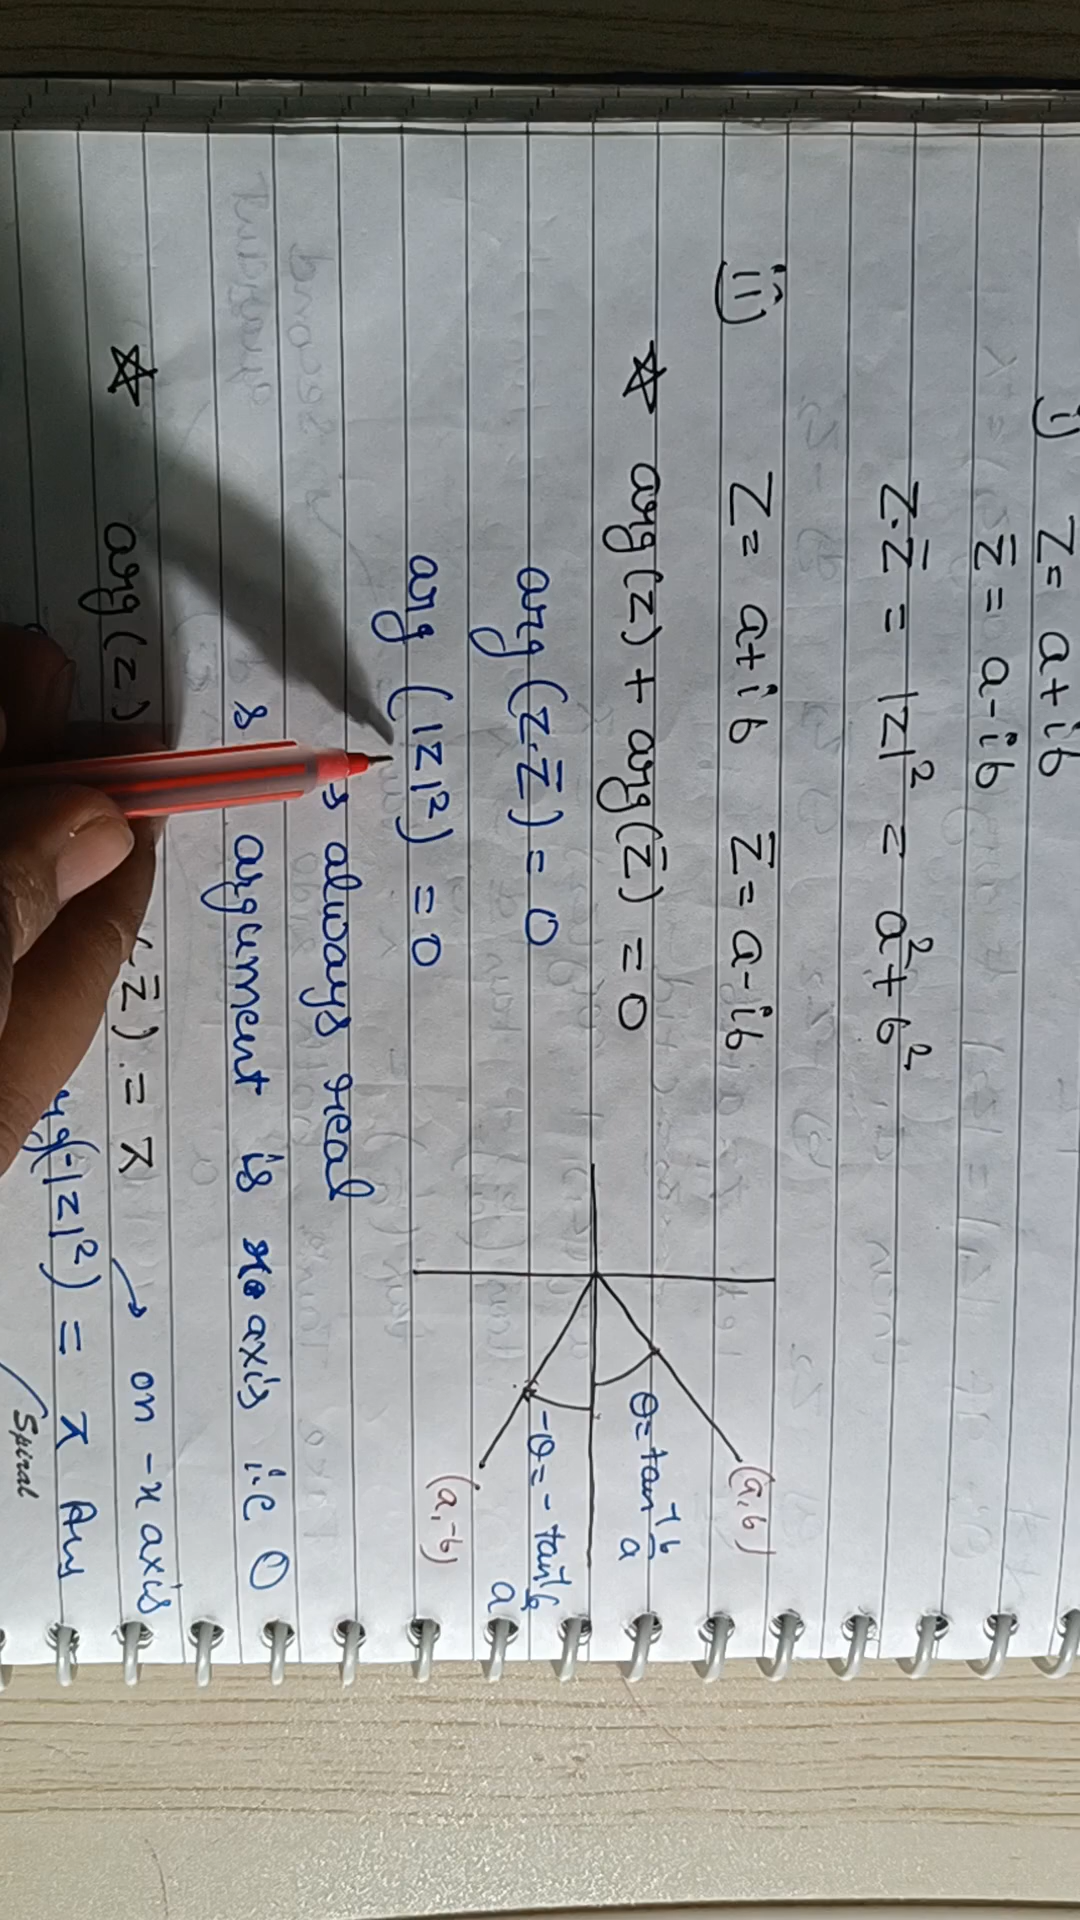 i) Z = a+ib
Z̄ = a-ib
Z.Z̄ = |Z|² = a²+b²
ii) Z = a+ib Z̄ = a-ib
☆ arg(z) + arg(z̄) = 0
arg(z.z̄) = 0
arg(|z|²) = 0
θ = tan⁻¹ b/a
(a,b)
-θ = - tan⁻¹ b/a
(a,-b)
always real
argument is axis i.e 0
☆ arg(z) z̄) = π → on -x axis
(-|z|²) = π Ans
Spiral